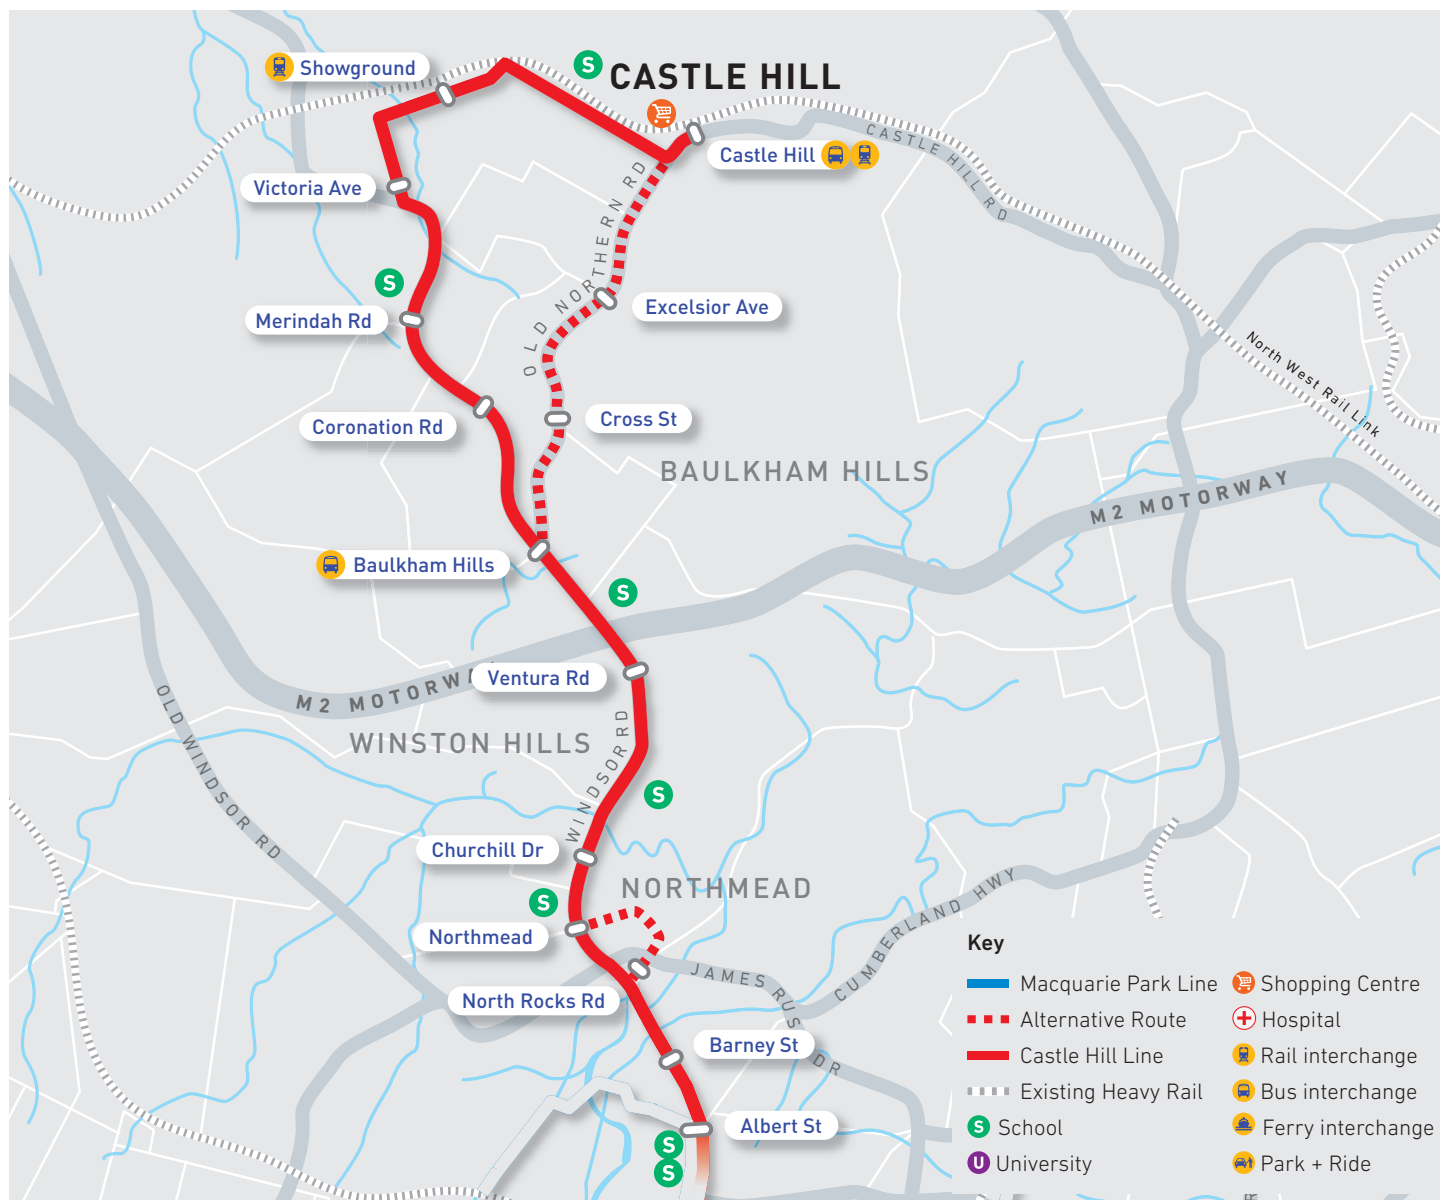 Showground
CASTLE HILL
Castle Hill
CASTLE HILL RD
Victoria Ave
OLD NORTHERN RD
Merindah Rd
Excelsior Ave
North West Rail Link
Coronation Rd
Cross St
BAULKHAM HILLS
M2 MOTORWAY
Baulkham Hills
Ventura Rd
M2 MOTORWA
WINSTON HILLS
OLD WINDSOR RD
WINDSOR RD
S
S
S
S
S
S
S
Churchill Dr
NORTHMEAD
Northmead
CUMBERLAND HWY
JAMES RUS DR
North Rocks Rd
Barney St
Albert St
Key
Macquarie Park Line
Alternative Route
Castle Hill Line
Existing Heavy Rail
S School
U University
Shopping Centre
Hospital
Rail interchange
Bus interchange
Ferry interchange
Park + Ride